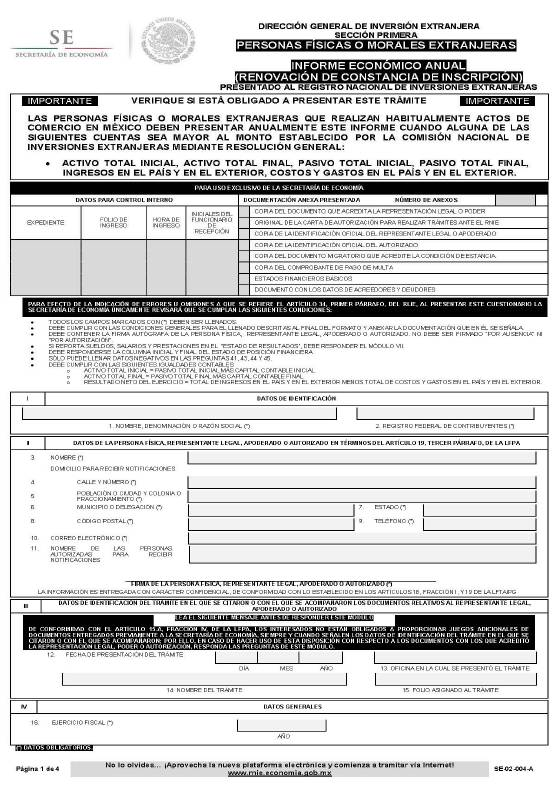 SE
SECRETARÍA DE ECONOMÍA
DIRECCIÓN GENERAL DE INVERSIÓN EXTRANJERA
SECCIÓN PRIMERA
PERSONAS FÍSICAS O MORALES EXTRANJERAS
INFORME ECONÓMICO ANUAL
(RENOVACIÓN DE CONSTANCIA DE INSCRIPCIÓN)
PRESENTADO AL REGISTRO NACIONAL DE INVERSIONES EXTRANJERAS
IMPORTANTE VERIFIQUE SI ESTÁ OBLIGADO A PRESENTAR ESTE TRÁMITE IMPORTANTE
LAS PERSONAS FÍSICAS O MORALES EXTRANJERAS QUE REALIZAN HABITUALMENTE ACTOS DE
COMERCIO EN MÉXICO DEBEN PRESENTAR ANUALMENTE ESTE INFORME CUANDO ALGUNA DE LAS
SIGUIENTES CUENTAS SEA MAYOR AL MONTO ESTABLECIDO POR LA COMISIÓN NACIONAL DE
INVERSIONES EXTRANJERAS MEDIANTE RESOLUCIÓN GENERAL:
• ACTIVO TOTAL INICIAL, ACTIVO TOTAL FINAL, PASIVO TOTAL INICIAL, PASIVO TOTAL FINAL,
INGRESOS EN EL PAÍS Y EN EL EXTERIOR, COSTOS Y GASTOS EN EL PAÍS Y EN EL EXTERIOR.
PARA USO EXCLUSIVO DE LA SECRETARÍA DE ECONOMÍA
DATOS PARA CONTROL INTERNO DOCUMENTACIÓN ANEXA PRESENTADA NÚMERO DE ANEXOS
EXPEDIENTE
FOLIO DE
INGRESO
HORA DE
INGRESO
INICIALES DEL
FUNCIONARIO
DE
RECEPCIÓN
COPIA DEL DOCUMENTO QUE ACREDITA LA REPRESENTACIÓN LEGAL O PODER
ORIGINAL DE LA CARTA DE AUTORIZACIÓN PARA REALIZAR TRÁMITES ANTE EL RNIE
COPIA DE LA IDENTIFICACIÓN OFICIAL DEL REPRESENTANTE LEGAL O APODERADO
COPIA DE LA IDENTIFICACIÓN OFICIAL DEL AUTORIZADO
COPIA DEL DOCUMENTO MIGRATORIO QUE ACREDITE LA CONDICIÓN DE ESTANCIA
COPIA DEL COMPROBANTE DE PAGO DE MULTA
ESTADOS FINANCIEROS BÁSICOS
DOCUMENTO CON LOS DATOS DE ACREEDORES Y DEUDORES
PARA EFECTO DE LA INDICACIÓN DE ERRORES U OMISIONES A QUE SE REFIERE EL ARTÍCULO 31, PRIMER PÁRRAFO, DEL RLIE, AL PRESENTAR ESTE CUESTIONARIO LA
SECRETARÍA DE ECONOMÍA ÚNICAMENTE REVISARÁ QUE SE CUMPLAN LAS SIGUIENTES CONDICIONES:
• TODOS LOS CAMPOS MARCADOS CON (*) DEBEN SER LLENADOS
• DEBE CUMPLIR CON LAS CONDICIONES GENERALES PARA EL LLENADO DESCRITAS AL FINAL DEL FORMATO Y ANEXAR LA DOCUMENTACIÓN QUE EN ÉL SE SEÑALA.
• DEBE CONTENER LA FIRMA AUTÓGRAFA DE LA PERSONA FÍSICA, REPRESENTANTE LEGAL, APODERADO O AUTORIZADO. NO DEBE SER FIRMADO "POR AUSENCIA" NI
"POR AUTORIZACIÓN".
• SI REPORTA SUELDOS, SALARIOS Y PRESTACIONES EN EL "ESTADO DE RESULTADOS", DEBE RESPONDER EL MÓDULO VII.
• DEBE RESPONDERSE LA COLUMNA INICIAL Y FINAL DEL ESTADO DE POSICIÓN FINANCIERA
• SÓLO PUEDE LLENAR DATOS NEGATIVOS EN LAS PREGUNTAS 41, 43, 44 Y 45.
• DEBE CUMPLIR CON LAS SIGUIENTES IGUALDADES CONTABLES
o ACTIVO TOTAL INICIAL = PASIVO TOTAL INICIAL MÁS CAPITAL CONTABLE INICIAL
o ACTIVO TOTAL FINAL = PASIVO TOTAL FINAL MÁS CAPITAL CONTABLE FINAL
o RESULTADO NETO DEL EJERCICIO = TOTAL DE INGRESOS EN EL PAÍS Y EN EL EXTERIOR MENOS TOTAL DE COSTOS Y GASTOS EN EL PAÍS Y EN EL EXTERIOR.
I DATOS DE IDENTIFICACIÓN
1. NOMBRE, DENOMINACIÓN O RAZÓN SOCIAL (*) 2. REGISTRO FEDERAL DE CONTRIBUYENTES (*)
II DATOS DE LA PERSONA FÍSICA, REPRESENTANTE LEGAL, APODERADO O AUTORIZADO EN TÉRMINOS DEL ARTÍCULO 19, TERCER PÁRRAFO, DE LA LFPA
3. NOMBRE (*)
DOMICILIO PARA RECIBIR NOTIFICACIONES
4. CALLE Y NÚMERO (*)
5. POBLACIÓN O CIUDAD Y COLONIA O
FRACCIONAMIENTO (*)
6. MUNICIPIO O DELEGACIÓN (*) 7. ESTADO (*)
8. CÓDIGO POSTAL (*) 9. TELÉFONO (*)
10. CORREO ELECTRÓNICO (*)
11. NOMBRE DE LAS PERSONAS
AUTORIZADAS PARA RECIBIR
NOTIFICACIONES
FIRMA DE LA PERSONA FÍSICA, REPRESENTANTE LEGAL, APODERADO O AUTORIZADO (*)
LA INFORMACIÓN ES ENTREGADA CON CARÁCTER CONFIDENCIAL, DE CONFORMIDAD CON LO ESTABLECIDO EN LOS ARTÍCULOS 18, FRACCIÓN I, Y 19 DE LA LFTAIPG
III DATOS DE IDENTIFICACIÓN DEL TRÁMITE EN EL QUE SE CITARON O CON EL QUE SE ACOMPAÑARON LOS DOCUMENTOS RELATIVOS AL REPRESENTANTE LEGAL,
APODERADO O AUTORIZADO
LEA EL SIGUIENTE MENSAJE ANTES DE RESPONDER ESTE MÓDULO
DE CONFORMIDAD CON EL ARTÍCULO 15-A, FRACCIÓN IV, DE LA LFPA, LOS INTERESADOS NO ESTÁN OBLIGADOS A PROPORCIONAR JUEGOS ADICIONALES DE
DOCUMENTOS ENTREGADOS PREVIAMENTE A LA SECRETARÍA DE ECONOMÍA, SIEMPRE Y CUANDO SEÑALEN LOS DATOS DE IDENTIFICACIÓN DEL TRÁMITE EN EL QUE SE
CITARON O CON EL QUE SE ACOMPAÑARON; POR ELLO, EN CASO DE HACER USO DE ESTA DISPOSICIÓN CON RESPECTO A LOS DOCUMENTOS CON LOS QUE ACREDITÓ
LA REPRESENTACIÓN LEGAL, PODER O AUTORIZACIÓN, RESPONDA LAS PREGUNTAS DE ESTE MÓDULO.
12. FECHA DE PRESENTACIÓN DEL TRÁMITE
DÍA MES AÑO 13. OFICINA EN LA CUAL SE PRESENTÓ EL TRÁMITE
14. NOMBRE DEL TRÁMITE 15. FOLIO ASIGNADO AL TRÁMITE
IV DATOS GENERALES
16. EJERCICIO FISCAL (*)
AÑO
(*) DATOS OBLIGATORIOS.
Página 1 de 4 No lo olvides... ¡Aprovecha la nueva plataforma electrónica y comienza a tramitar vía Internet! SE-02-004-A
www.rnie.economia.gob.mx